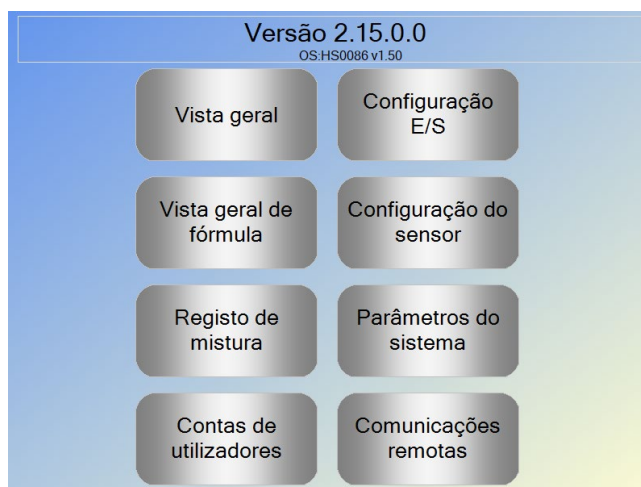 Versão 2.15.0.0
OS:HS0086 v1.50
Vista geral
Configuração
E/S
Vista geral de
fórmula
Configuração do
sensor
Registo de
mistura
Parâmetros do
sistema
Contas de
utilizadores
Comunicações
remotas